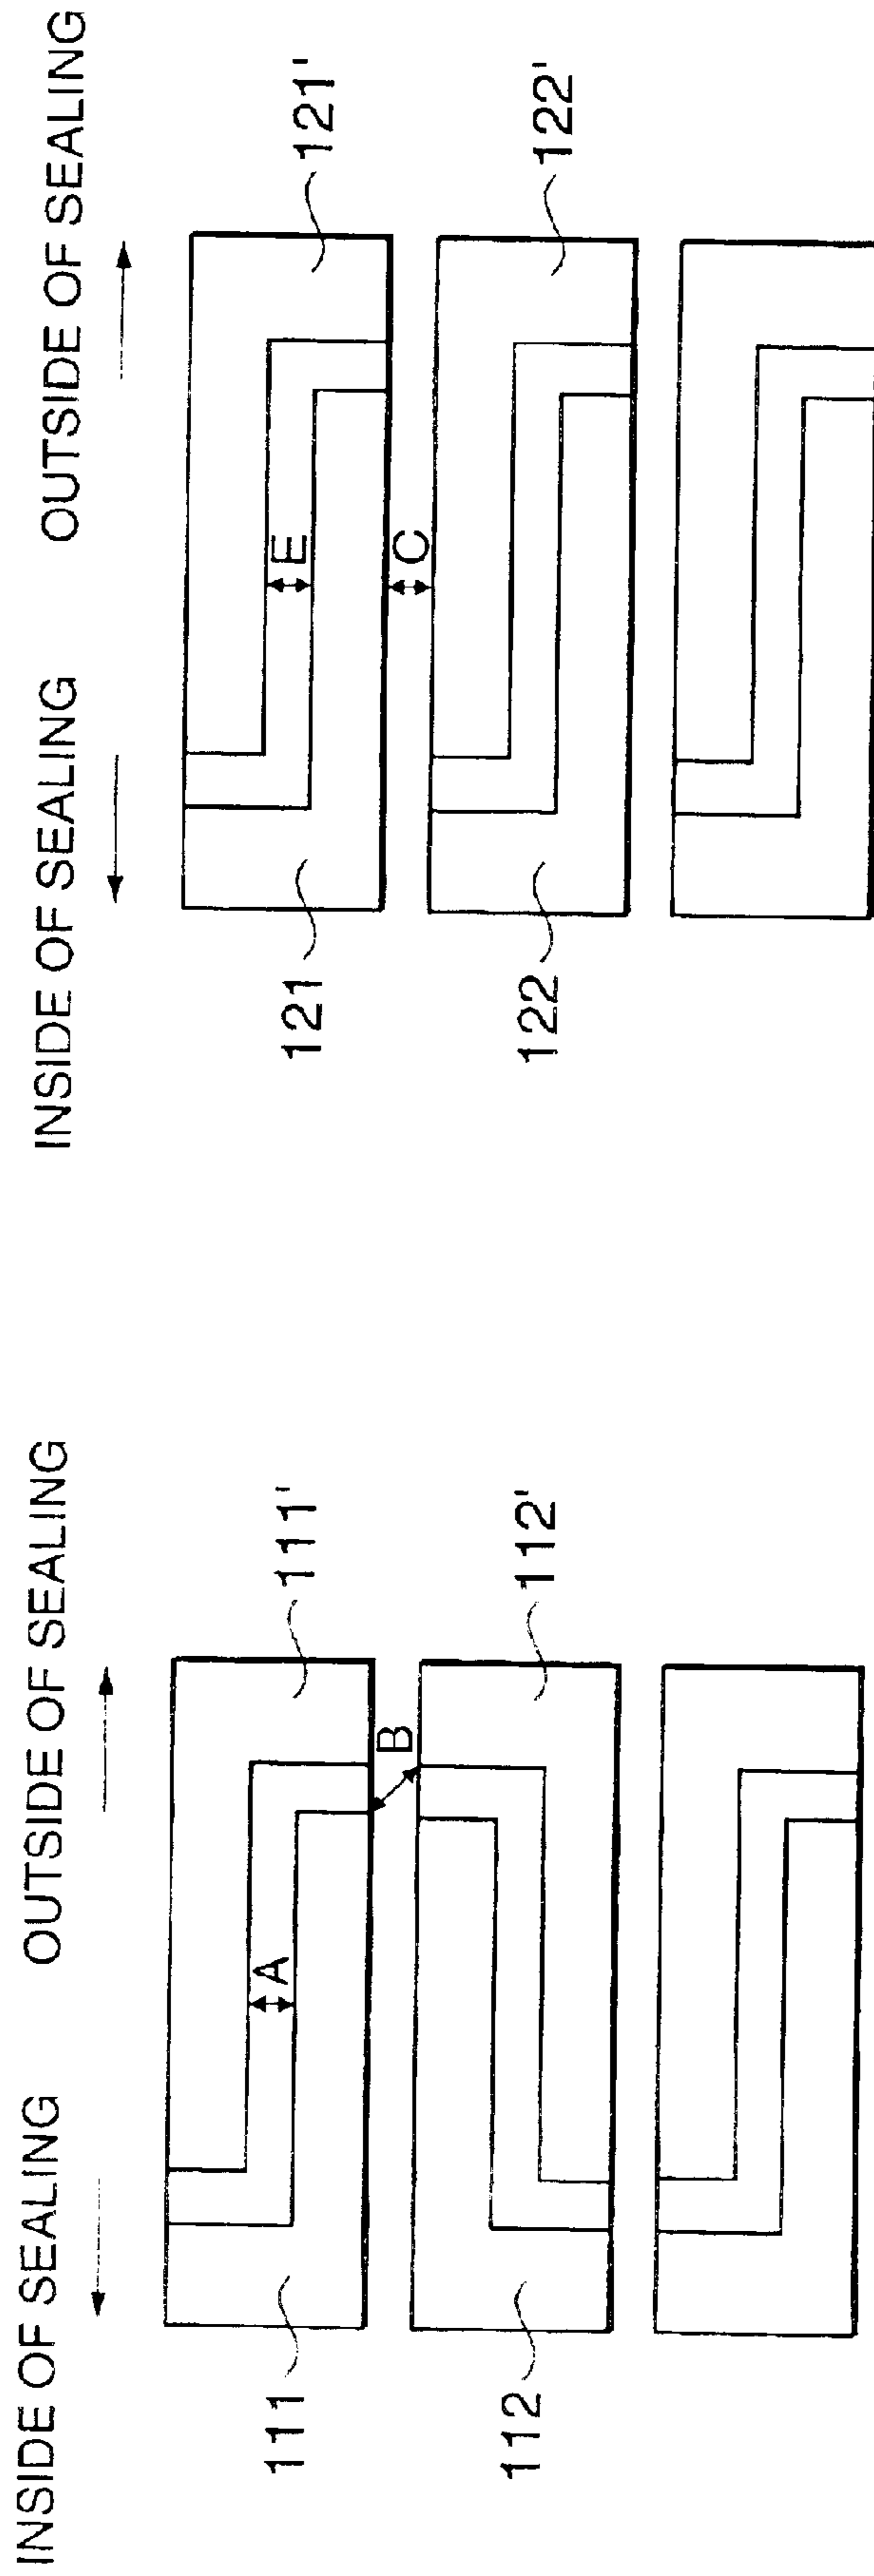 INSIDE OF SEALING
OUTSIDE OF SEALING
111
111'
A
B
112
112'
INSIDE OF SEALING
OUTSIDE OF SEALING
121
121'
E
C
122
122'